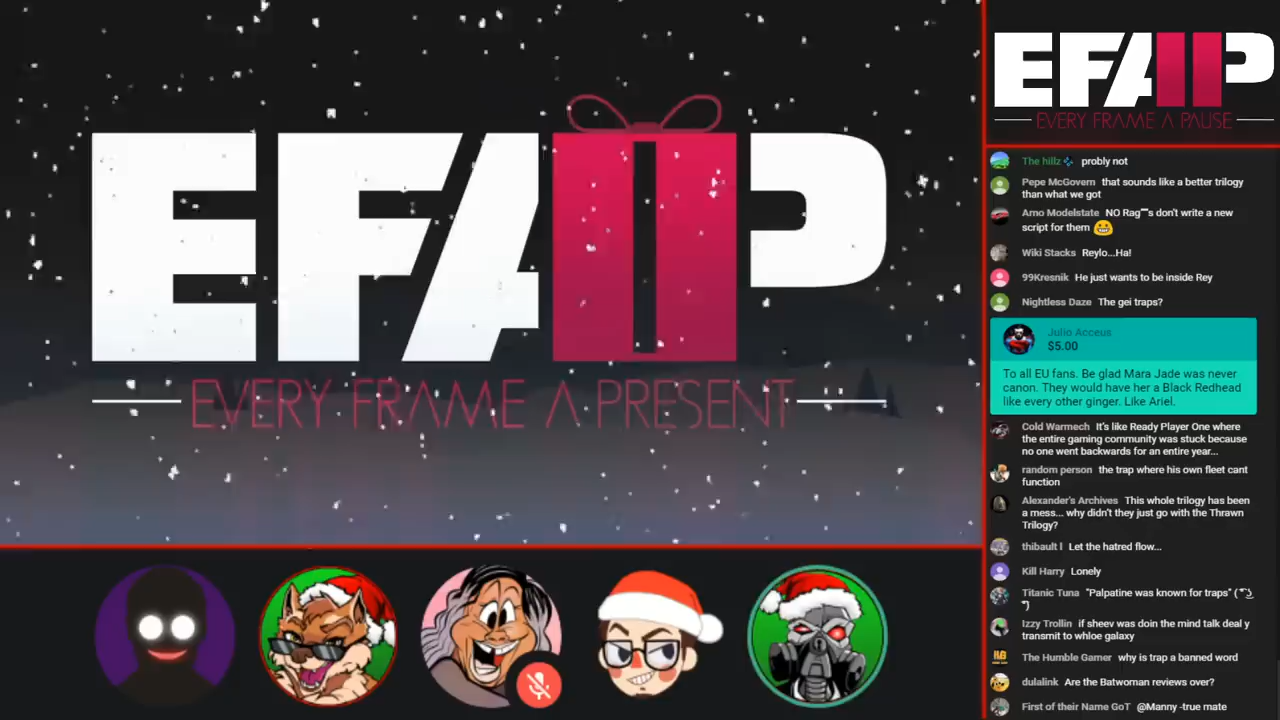 EFAP
EVERY FRAME A PRESENT
EFAP
EVERY FRAME A PAUSE
The hillz probly not
Pepe McGovern that sounds like a better trilogy
than what we got
Arno Modelstate NO Rag""s don't write a new
script for them
Wiki Stacks Reylo...Ha!
99Kresnik He just wants to be inside Rey
Nightless Daze The gei traps?
Julio Acceus
$5.00
To all EU fans. Be glad Mara Jade was never
canon. They would have her a Black Redhead
like every other ginger. Like Ariel.
Cold Warmech It's like Ready Player One where
the entire gaming community was stuck because
no one went backwards for an entire year...
random person the trap where his own fleet cant
function
Alexander's Archives This whole trilogy has been
a mess... why didn't they just go with the Thrawn
Trilogy?
thibault l Let the hatred flow...
Kill Harry Lonely
Titanic Tuna "Palpatine was known for traps"
Izzy Trollin if sheev was doin the mind talk deal y
transmit to whloe galaxy
The Humble Gamer why is trap a banned word
dulalink Are the Batwoman reviews over?
First of their Name GoT @Manny -true mate